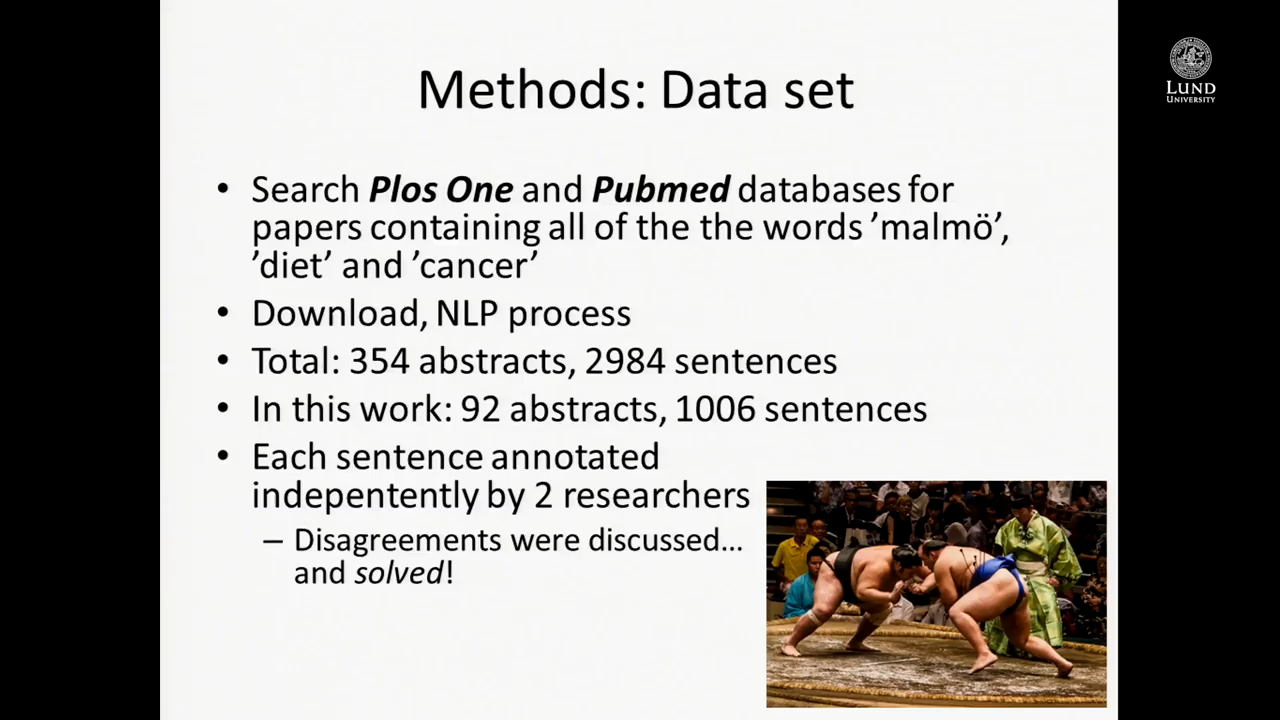 Methods: Data set
• Search Plos One and Pubmed databases for
papers containing all of the the words ’malmö’,
’diet’ and ’cancer’
• Download, NLP process
• Total: 354 abstracts, 2984 sentences
• In this work: 92 abstracts, 1006 sentences
• Each sentence annotated
indepentently by 2 researchers
– Disagreements were discussed…
and solved!
LUND
UNIVERSITY